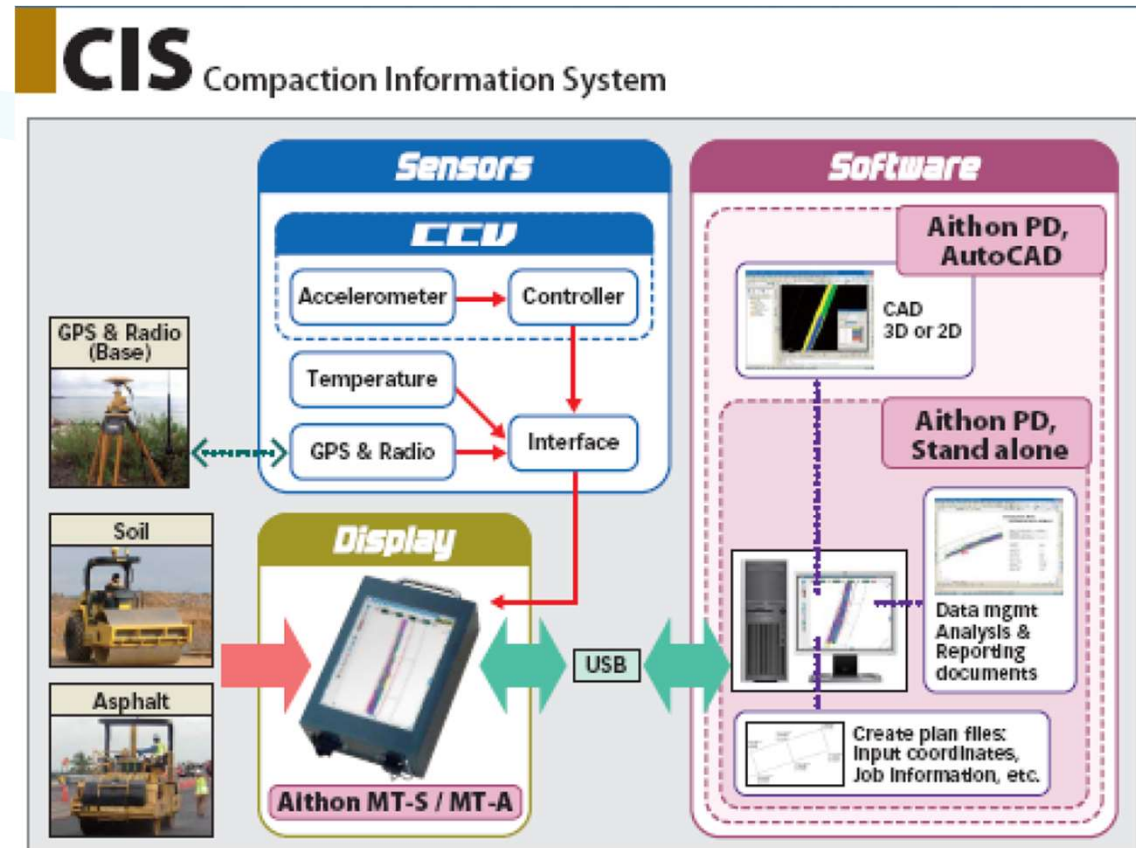 CIS Compaction Information System
Sensors
CCV
Accelerometer
Controller
Temperature
GPS & Radio
Interface
GPS & Radio
(Base)
Soil
Asphalt
Display
Aithon MT-S / MT-A
USB
Software
Aithon PD,
AutoCAD
CAD
3D or 2D
Aithon PD,
Stand alone
Data mgmt
Analysis &
Reporting
documents
Create plan files:
Input coordinates,
Job Information, etc.